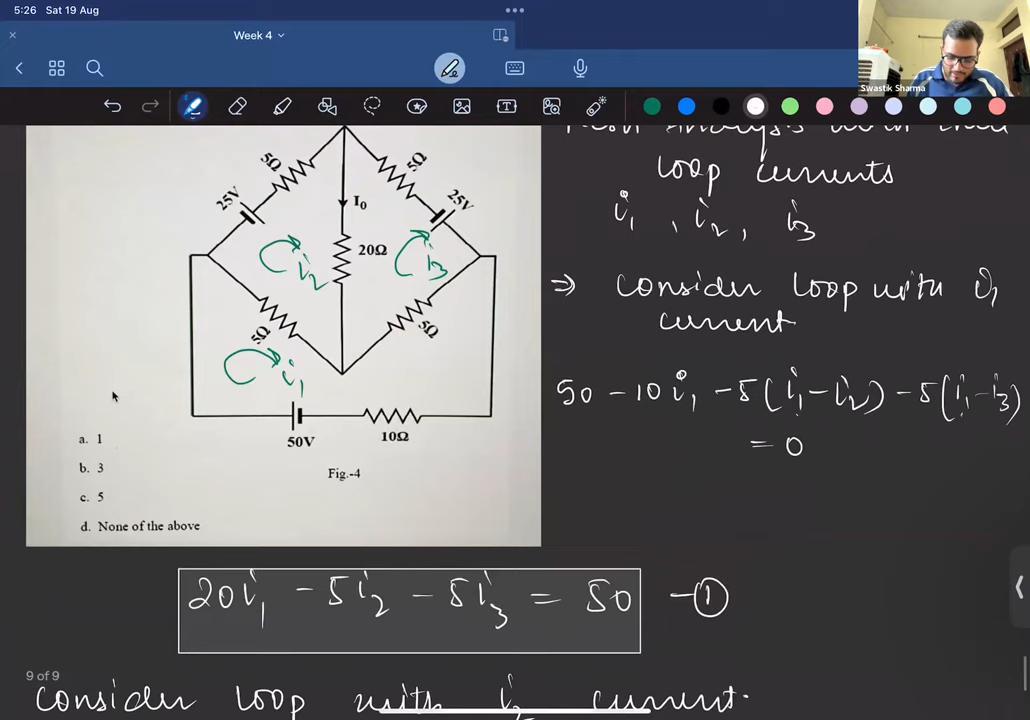 5:26 Sat 19 Aug
Week 4
Swastik Sharma
5Ω
5Ω
25V
25V
I₀
20Ω
i₂
i₃
5Ω
5Ω
i₁
50V
10Ω
Fig.-4
a. 1
b. 3
c. 5
d. None of the above
loop currents
i₁, i₂, i₃
⇒ consider loop with i₁
current
50 - 10i₁ - 5(i₁ - i₂) - 5(i₁ - i₃)
= 0
20i₁ - 5i₂ - 5i₃ = 50 - ①
9 of 9
consider loop with i₂ current.